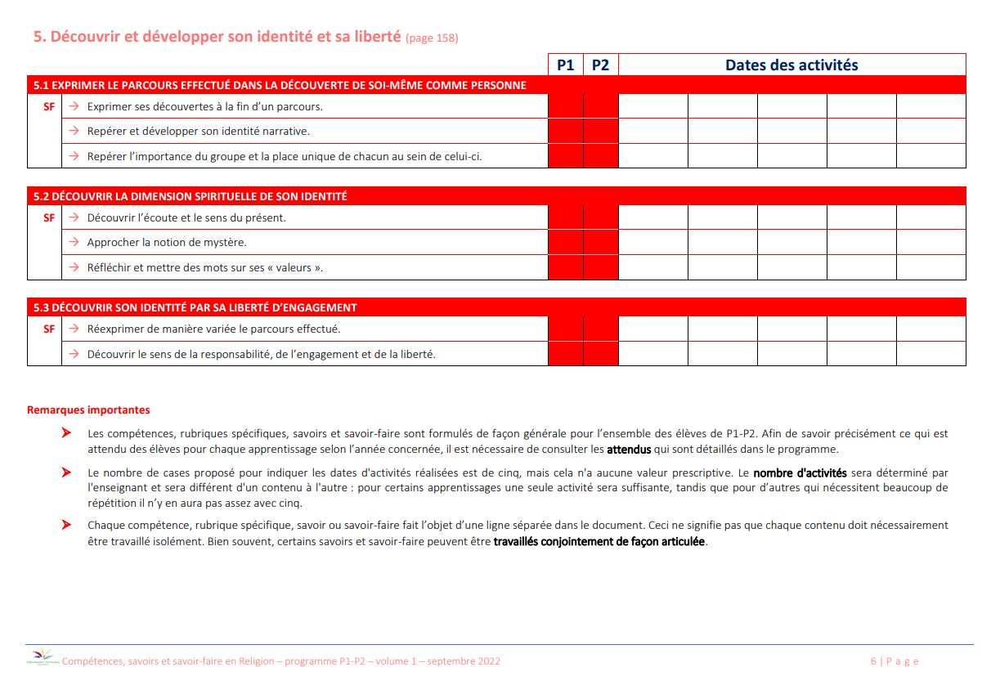 5. Découvrir et développer son identité et sa liberté (page 158)
P1 P2 Dates des activités
5.1 EXPRIMER LE PARCOURS EFFECTUÉ DANS LA DÉCOUVERTE DE SOI-MÊME COMME PERSONNE
SF → Exprimer ses découvertes à la fin d’un parcours.
→ Repérer et développer son identité narrative.
→ Repérer l’importance du groupe et la place unique de chacun au sein de celui-ci.
5.2 DÉCOUVRIR LA DIMENSION SPIRITUELLE DE SON IDENTITÉ
SF → Découvrir l’écoute et le sens du présent.
→ Approcher la notion de mystère.
→ Réfléchir et mettre des mots sur ses « valeurs ».
5.3 DÉCOUVRIR SON IDENTITÉ PAR SA LIBERTÉ D’ENGAGEMENT
SF → Réexprimer de manière variée le parcours effectué.
→ Découvrir le sens de la responsabilité, de l’engagement et de la liberté.
Remarques importantes
➢ Les compétences, rubriques spécifiques, savoirs et savoir-faire sont formulés de façon générale pour l’ensemble des élèves de P1-P2. Afin de savoir précisément ce qui est
attendu des élèves pour chaque apprentissage selon l’année concernée, il est nécessaire de consulter les attendus qui sont détaillés dans le programme.
➢ Le nombre de cases proposé pour indiquer les dates d'activités réalisées est de cinq, mais cela n'a aucune valeur prescriptive. Le nombre d'activités sera déterminé par
l'enseignant et sera différent d'un contenu à l'autre : pour certains apprentissages une seule activité sera suffisante, tandis que pour d’autres qui nécessitent beaucoup de
répétition il n’y en aura pas assez avec cinq.
➢ Chaque compétence, rubrique spécifique, savoir ou savoir-faire fait l’objet d’une ligne séparée dans le document. Ceci ne signifie pas que chaque contenu doit nécessairement
être travaillé isolément. Bien souvent, certains savoirs et savoir-faire peuvent être travaillés conjointement de façon articulée.
Compétences, savoirs et savoir-faire en Religion – programme P1-P2 – volume 1 – septembre 2022
6 | P a g e